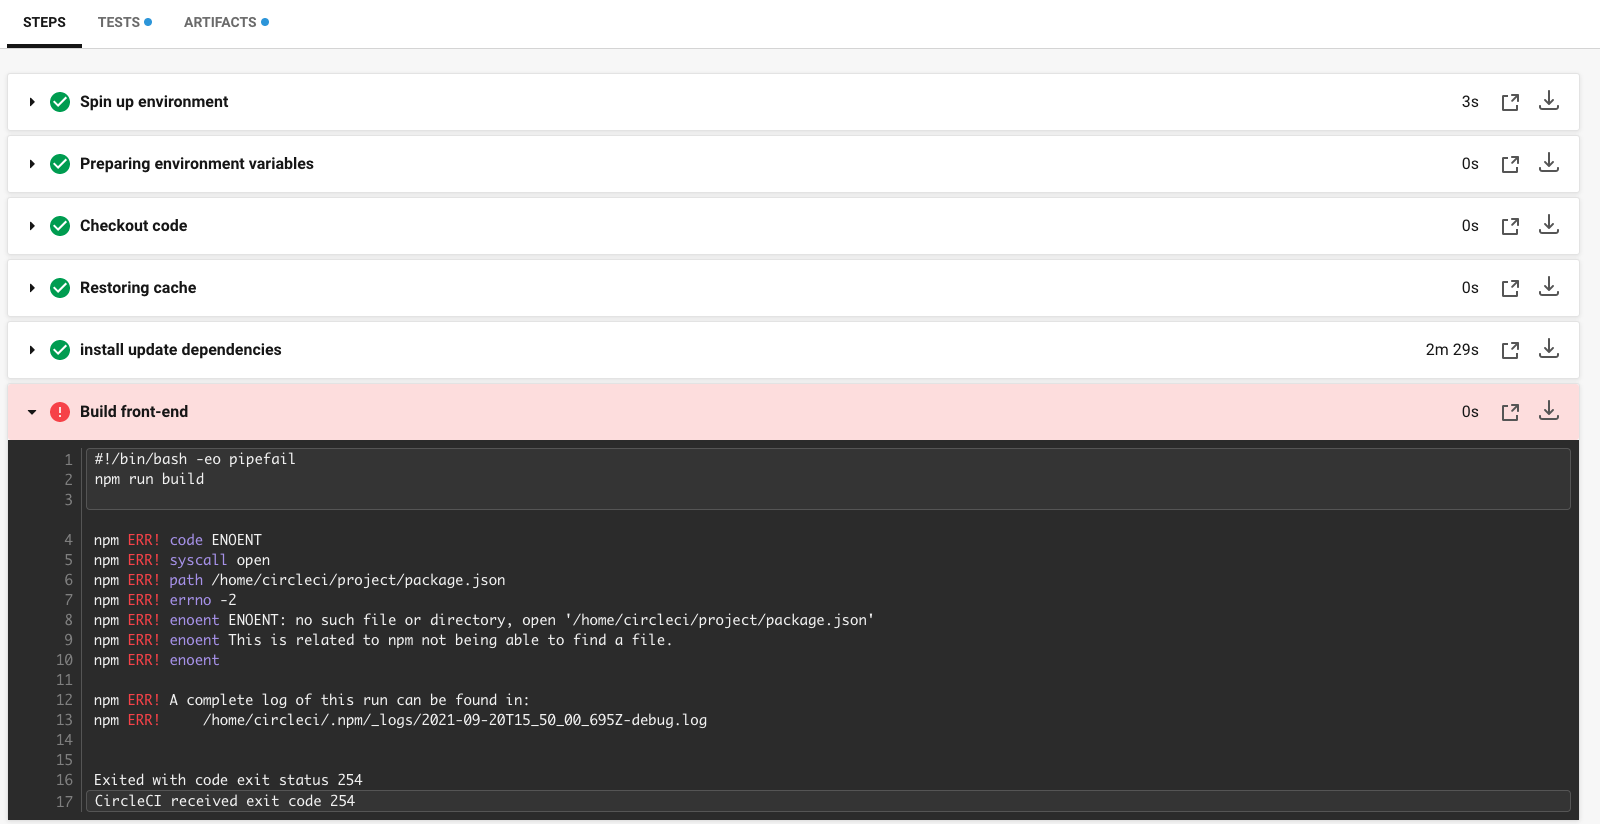 STEPS TESTS ARTIFACTS
Spin up environment 3s
Preparing environment variables 0s
Checkout code 0s
Restoring cache 0s
install update dependencies 2m 29s
! Build front-end 0s
1 #!/bin/bash -eo pipefail
2 npm run build
3
4 npm ERR! code ENOENT
5 npm ERR! syscall open
6 npm ERR! path /home/circleci/project/package.json
7 npm ERR! errno -2
8 npm ERR! enoent ENOENT: no such file or directory, open '/home/circleci/project/package.json'
9 npm ERR! enoent This is related to npm not being able to find a file.
10 npm ERR! enoent
11
12 npm ERR! A complete log of this run can be found in:
13 npm ERR!     /home/circleci/.npm/_logs/2021-09-20T15_50_00_695Z-debug.log
14
15
16 Exited with code exit status 254
17 CircleCI received exit code 254